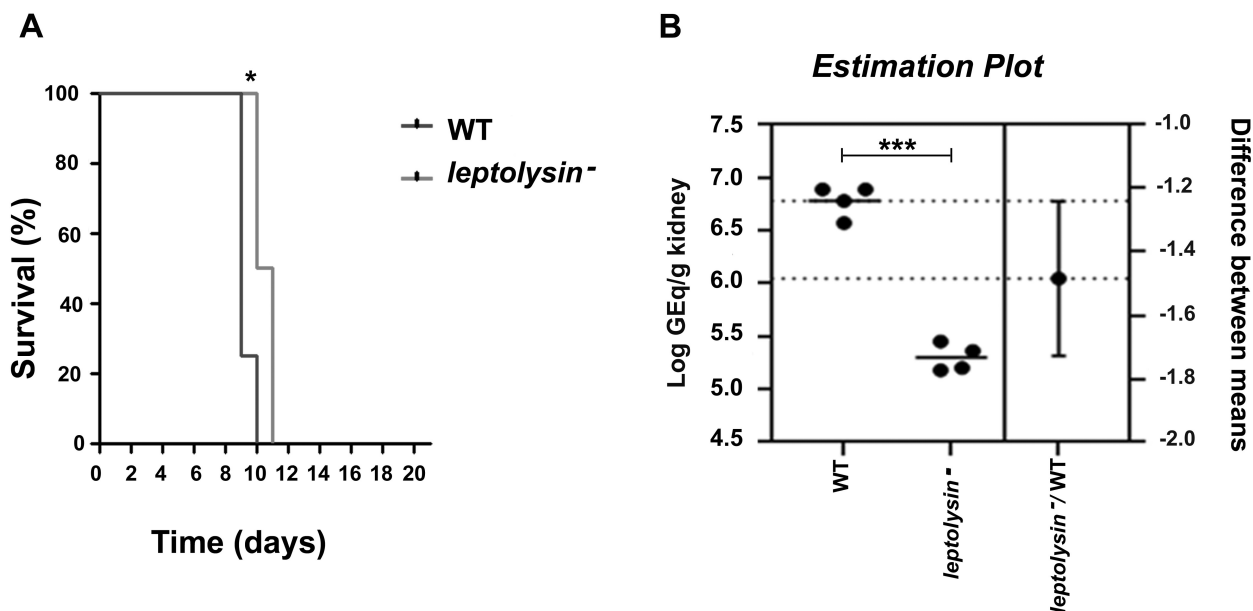 A
*
100
80
60
40
20
0
Survival (%)
0 2 4 6 8 10 12 14 16 18 20
Time (days)
WT
leptolysin⁻
B
Estimation Plot
7.5
7.0
6.5
6.0
5.5
5.0
4.5
Log GEq/g kidney
***
-1.0
-1.2
-1.4
-1.6
-1.8
-2.0
Difference between means
WT
leptolysin⁻
leptolysin⁻/ WT